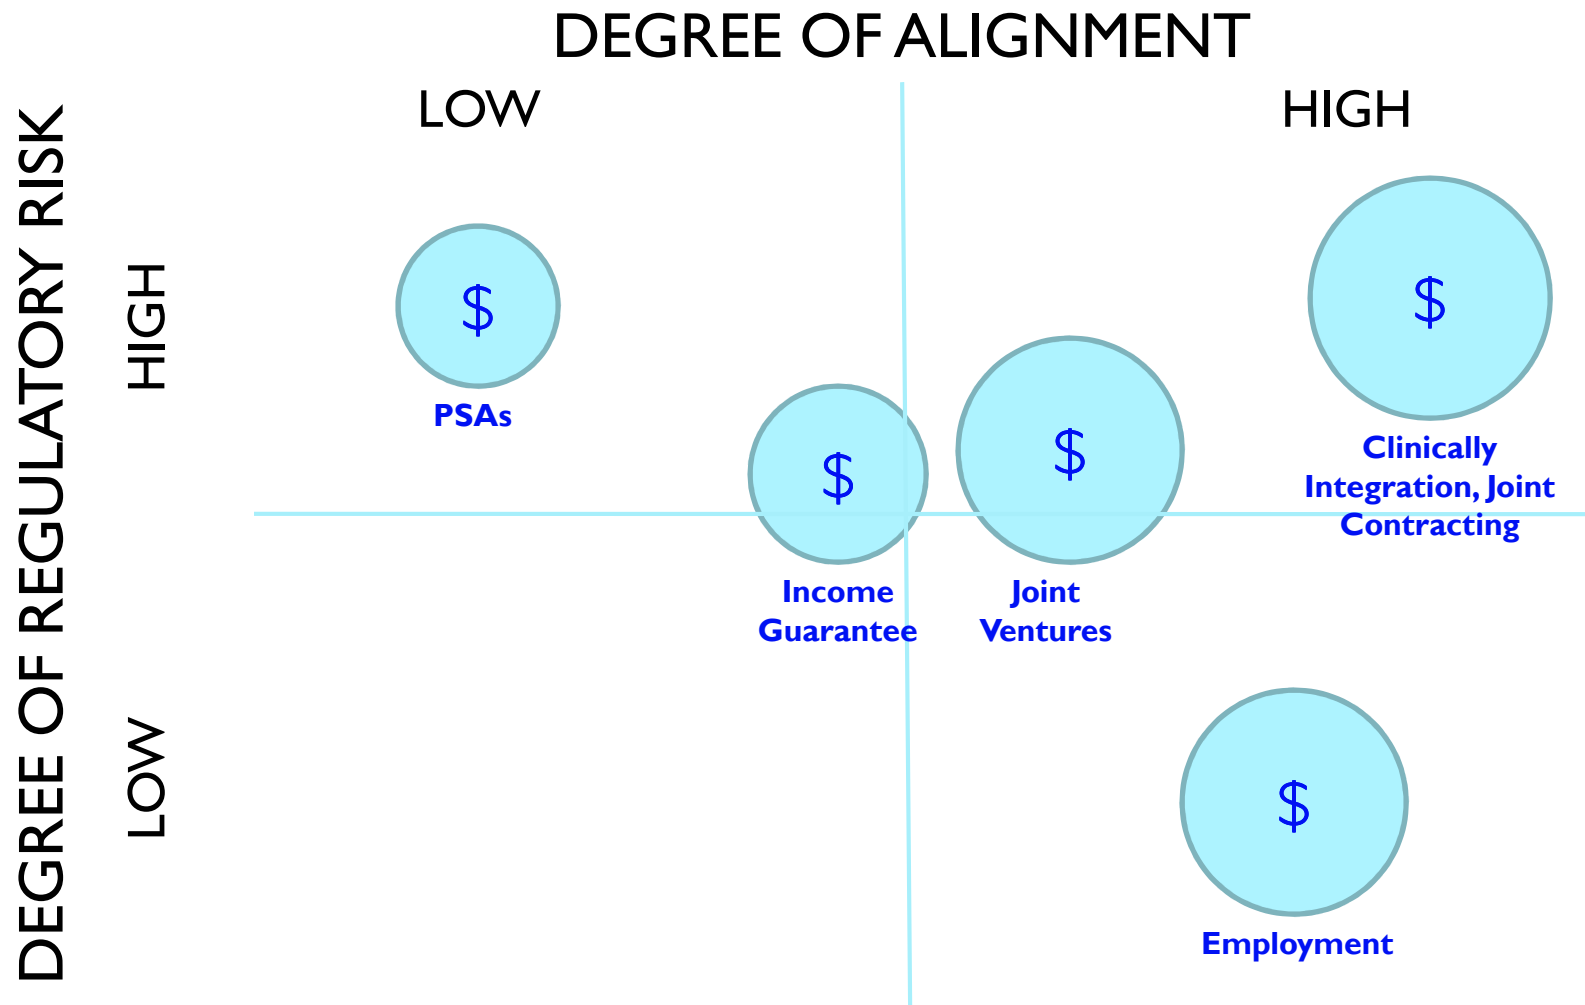 DEGREE OF ALIGNMENT
LOW
HIGH
DEGREE OF REGULATORY RISK
HIGH
LOW
$
PSAs
$
Income
Guarantee
$
Joint
Ventures
$
Clinically
Integration, Joint
Contracting
$
Employment